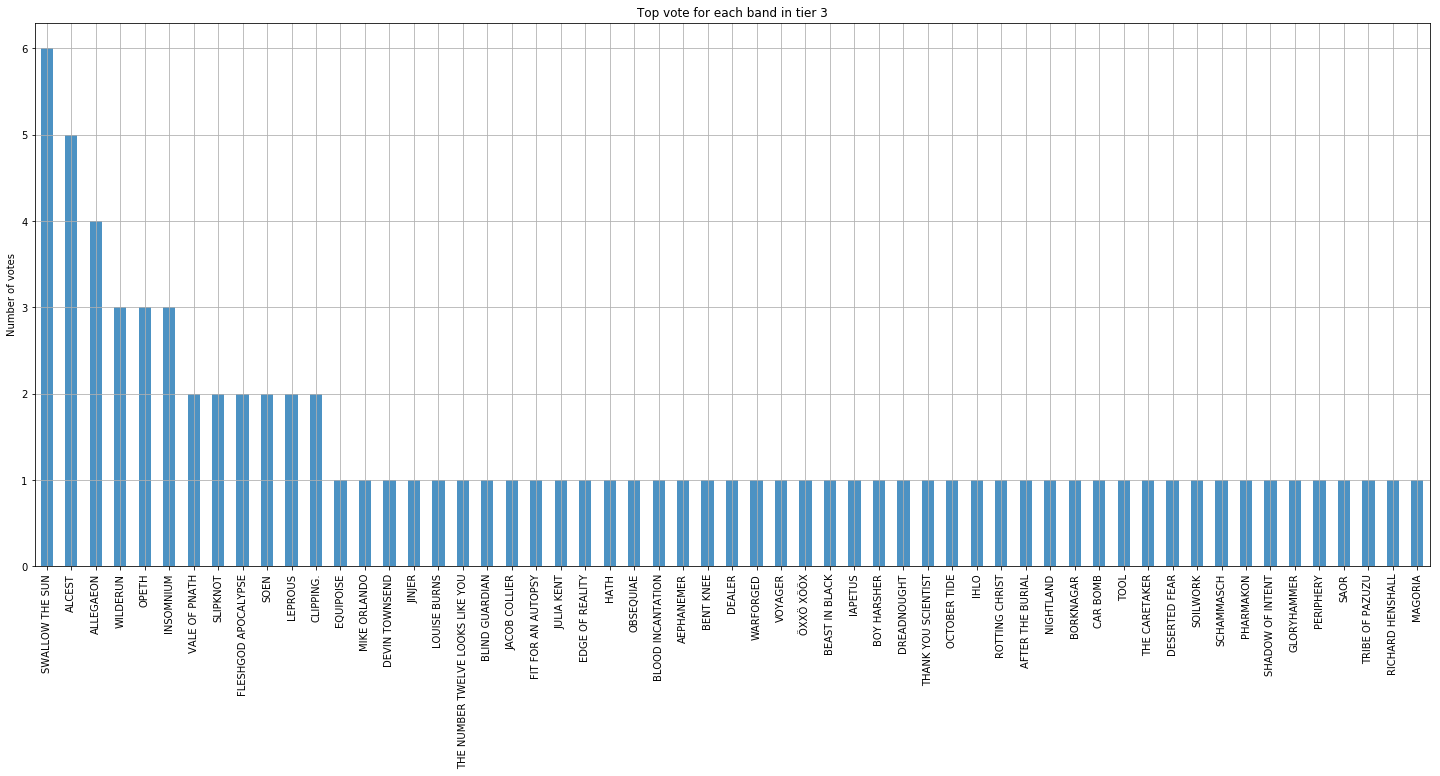 Top vote for each band in tier 3
Number of votes
6
5
4
3
2
1
0
SWALLOW THE SUN
ALCEST
ALLEGAEON
WILDERUN
OPETH
INSOMNIUM
VALE OF PNATH
SLIPKNOT
FLESHGOD APOCALYPSE
SOEN
LEPROUS
CLIPPING.
EQUIPOISE
MIKE ORLANDO
DEVIN TOWNSEND
JINJER
LOUISE BURNS
THE NUMBER TWELVE LOOKS LIKE YOU
BLIND GUARDIAN
JACOB COLLIER
FIT FOR AN AUTOPSY
JULIA KENT
EDGE OF REALITY
HATH
OBSEQUIAE
BLOOD INCANTATION
AEPHANEMER
BENT KNEE
DEALER
WARFORGED
VOYAGER
ÖXXÖ XÖÖX
BEAST IN BLACK
IAPETUS
BOY HARSHER
DREADNOUGHT
THANK YOU SCIENTIST
OCTOBER TIDE
IHLO
ROTTING CHRIST
AFTER THE BURIAL
NIGHTLAND
BORKNAGAR
CAR BOMB
TOOL
THE CARETAKER
DESERTED FEAR
SOILWORK
SCHAMMASCH
PHARMAKON
SHADOW OF INTENT
GLORYHAMMER
PERIPHERY
SAOR
TRIBE OF PAZUZU
RICHARD HENSHALL
MAGORIA